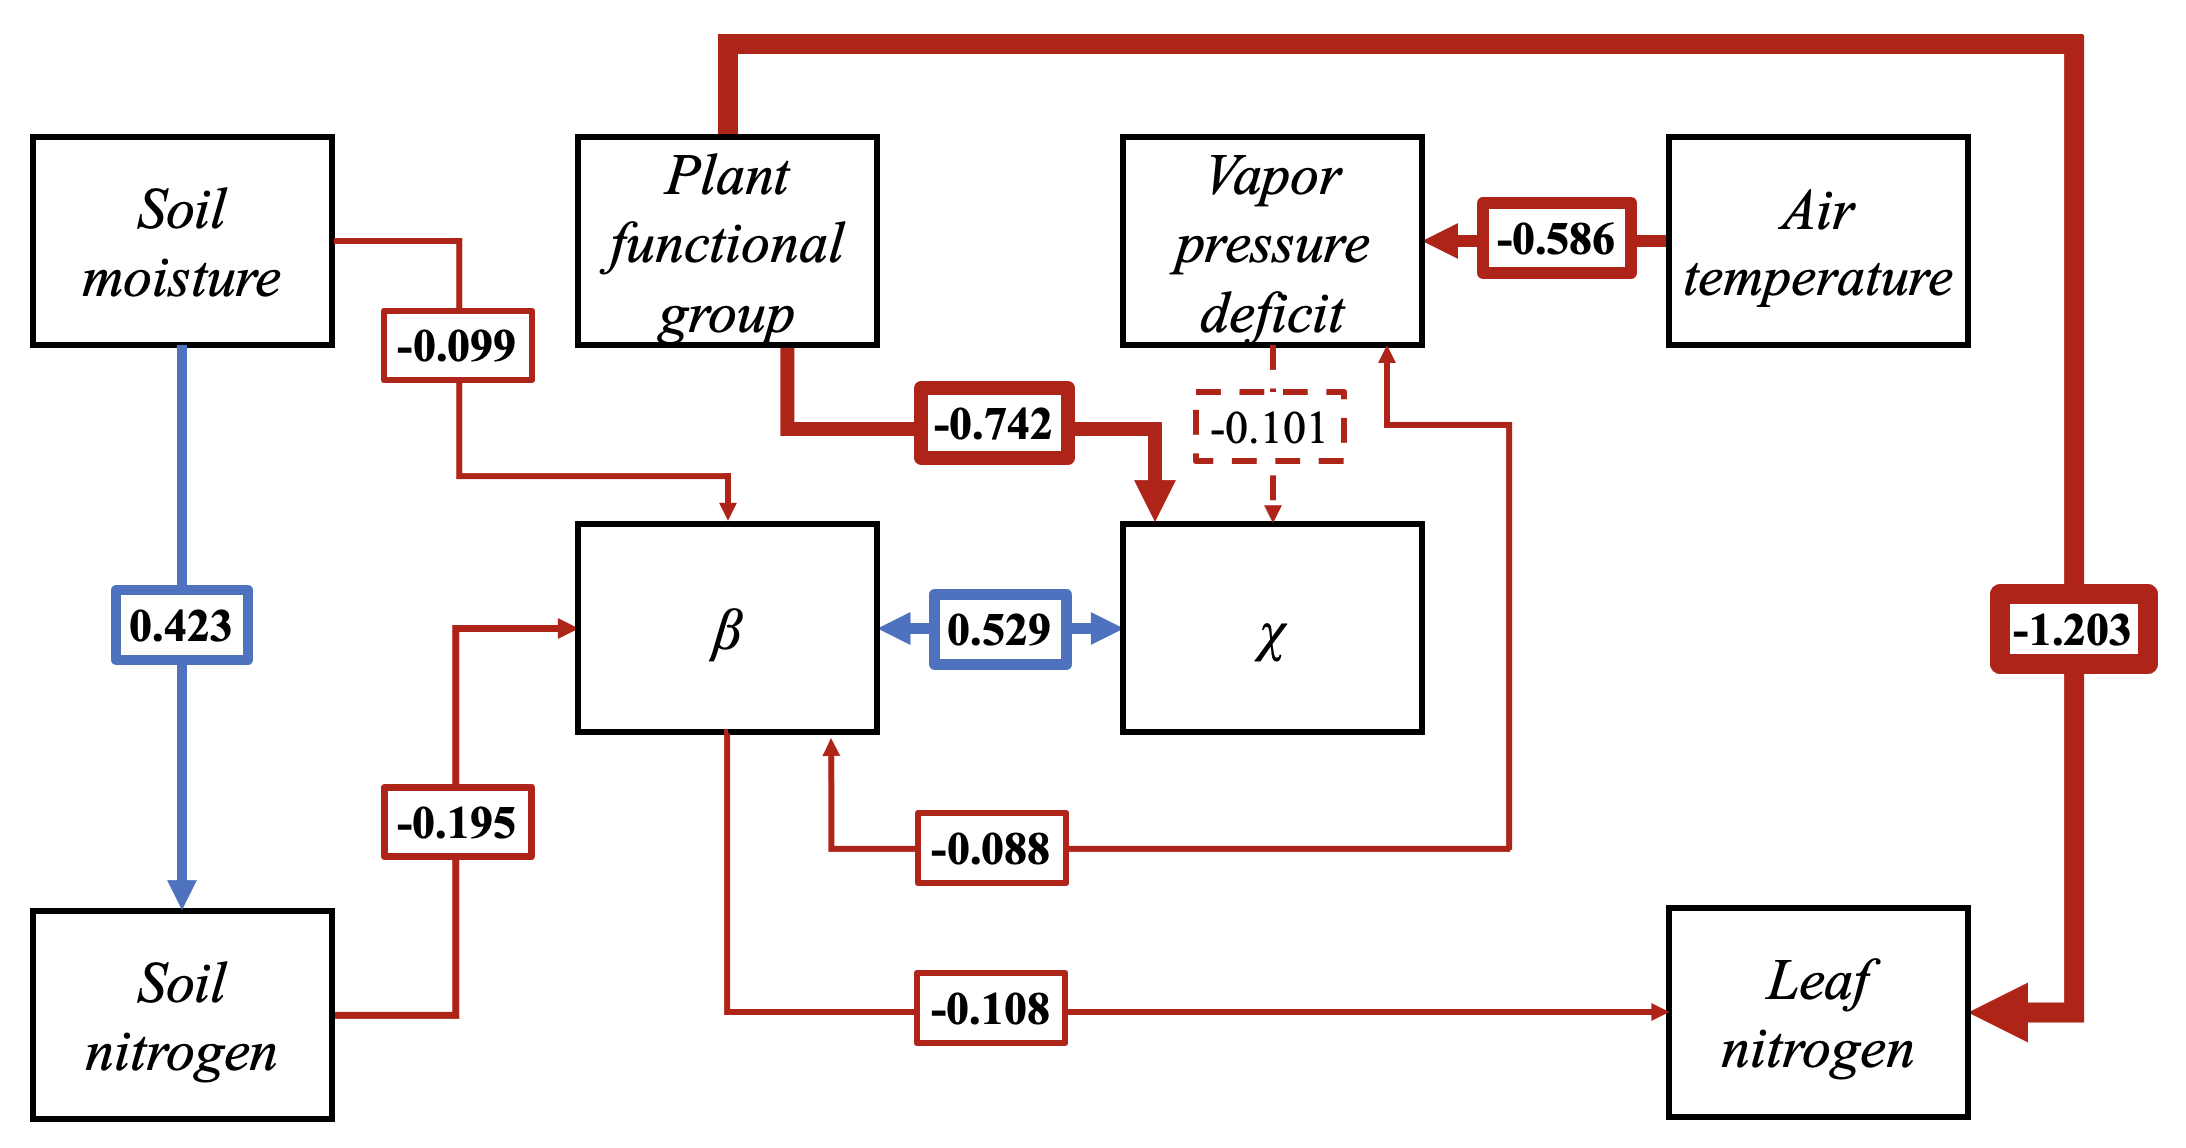 Soil
moisture
Plant
functional
group
Vapor
pressure
deficit
-0.586
Air
temperature
-0.099
-0.742
-0.101
0.423
β
0.529
χ
-1.203
-0.195
-0.088
Soil
nitrogen
-0.108
Leaf
nitrogen